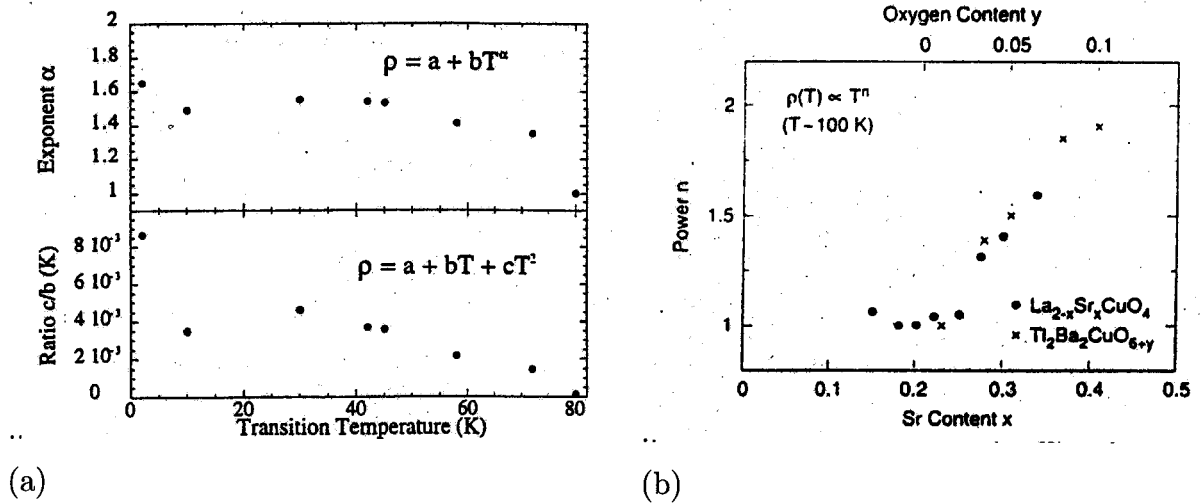 2
1.8
1.6
1.4
1.2
1
Exponent α
ρ = a + bT^α
8 10⁻³
6 10⁻³
4 10⁻³
2 10⁻³
0
Ratio c/b (K)
ρ = a + bT + cT²
0 20 40 60 80
Transition Temperature (K)
(a)
Oxygen Content y
0 0.05 0.1
ρ(T) ∝ Tⁿ
(T~100 K)
2
1.5
1
Power n
● La₂₋ₓSrₓCuO₄
× Tl₂Ba₂CuO₆₊y
0 0.1 0.2 0.3 0.4 0.5
Sr Content x
(b)